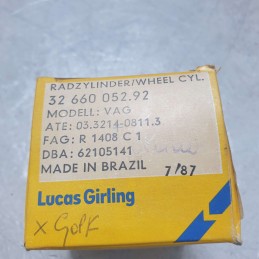 RADZYLINDER/WHEEL CYL.
32 660 052.92
MODELL: VAG
ATE: 03.3214-0811.3
FAG: R 1408 C 1
DBA: 62105141
MADE IN BRAZIL 7/87
Lucas Girling
x Golf